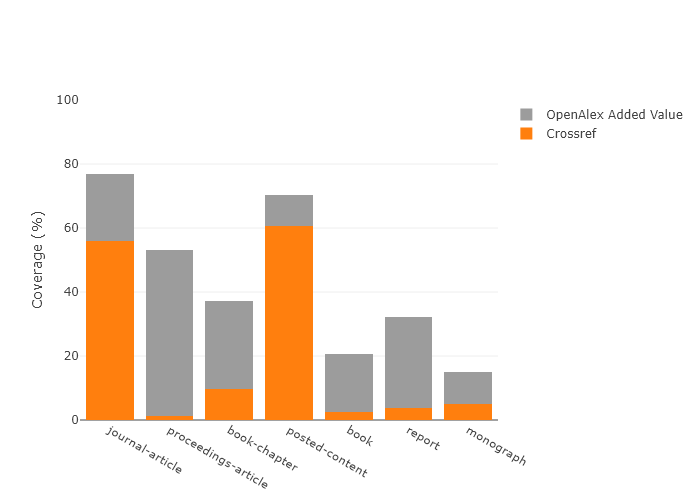 100
80
60
40
20
0
Coverage (%)
OpenAlex Added Value
Crossref
journal-article
proceedings-article
book-chapter
posted-content
book
report
monograph